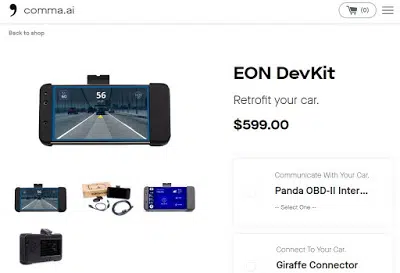 comma.ai
(0)
Back to shop
EON DevKit
Retrofit your car.
$599.00
56
Communicate With Your Car.
Panda OBD-II Inter...
-- Select One --
Connect To Your Car.
Giraffe Connector